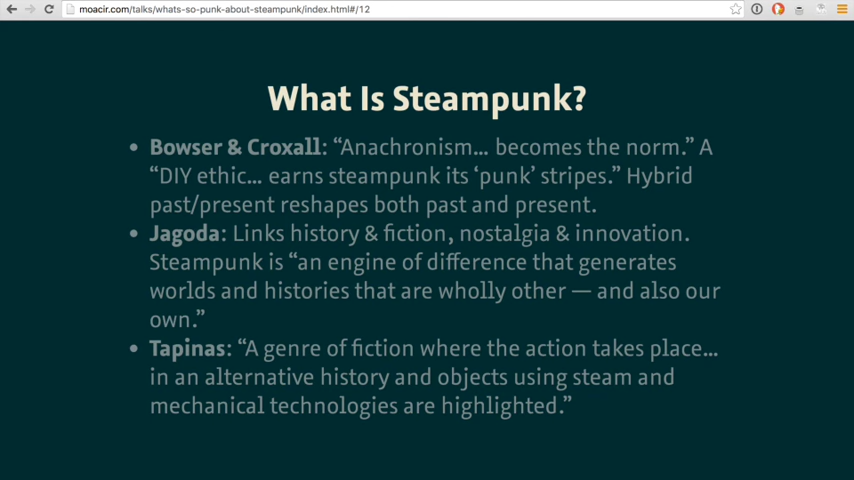 moacir.com/talks/whats-so-punk-about-steampunk/index.html#/12
What Is Steampunk?
• Bowser & Croxall: “Anachronism... becomes the norm.” A
“DIY ethic... earns steampunk its ‘punk’ stripes.” Hybrid
past/present reshapes both past and present.
• Jagoda: Links history & fiction, nostalgia & innovation.
Steampunk is “an engine of difference that generates
worlds and histories that are wholly other — and also our
own.”
• Tapinas: “A genre of fiction where the action takes place...
in an alternative history and objects using steam and
mechanical technologies are highlighted.”